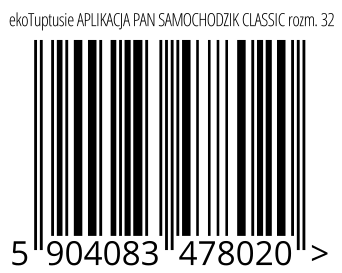 ekoTuptusie APLIKACJA PAN SAMOCHODZIK CLASSIC rozm. 32
5 904083 478020 >